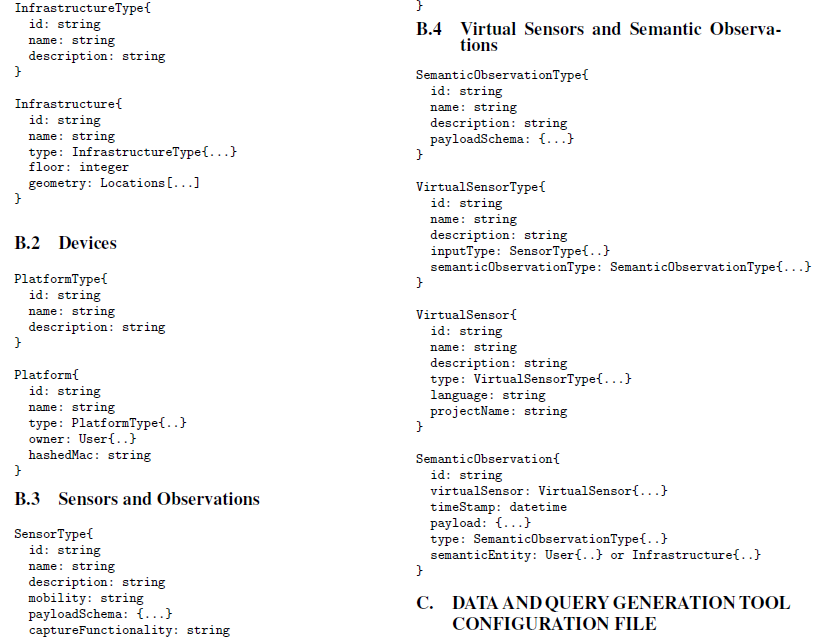 InfrastructureType{
  id: string
  name: string
  description: string
}

Infrastructure{
  id: string
  name: string
  type: InfrastructureType{...}
  floor: integer
  geometry: Locations[...]
}

B.2 Devices

PlatformType{
  id: string
  name: string
  description: string
}

Platform{
  id: string
  name: string
  type: PlatformType{..}
  owner: User{..}
  hashedMac: string
}

B.3 Sensors and Observations

SensorType{
  id: string
  name: string
  description: string
  mobility: string
  payloadSchema: {...}
  captureFunctionality: string
}

B.4 Virtual Sensors and Semantic Observa-
tions

SemanticObservationType{
  id: string
  name: string
  description: string
  payloadSchema: {...}
}

VirtualSensorType{
  id: string
  name: string
  description: string
  inputType: SensorType{..}
  semanticObservationType: SemanticObservationType{...}
}

VirtualSensor{
  id: string
  name: string
  description: string
  type: VirtualSensorType{...}
  language: string
  projectName: string
}

SemanticObservation{
  id: string
  virtualSensor: VirtualSensor{...}
  timeStamp: datetime
  payload: {...}
  type: SemanticObservationType{..}
  semanticEntity: User{..} or Infrastructure{..}
}

C. DATA AND QUERY GENERATION TOOL
CONFIGURATION FILE